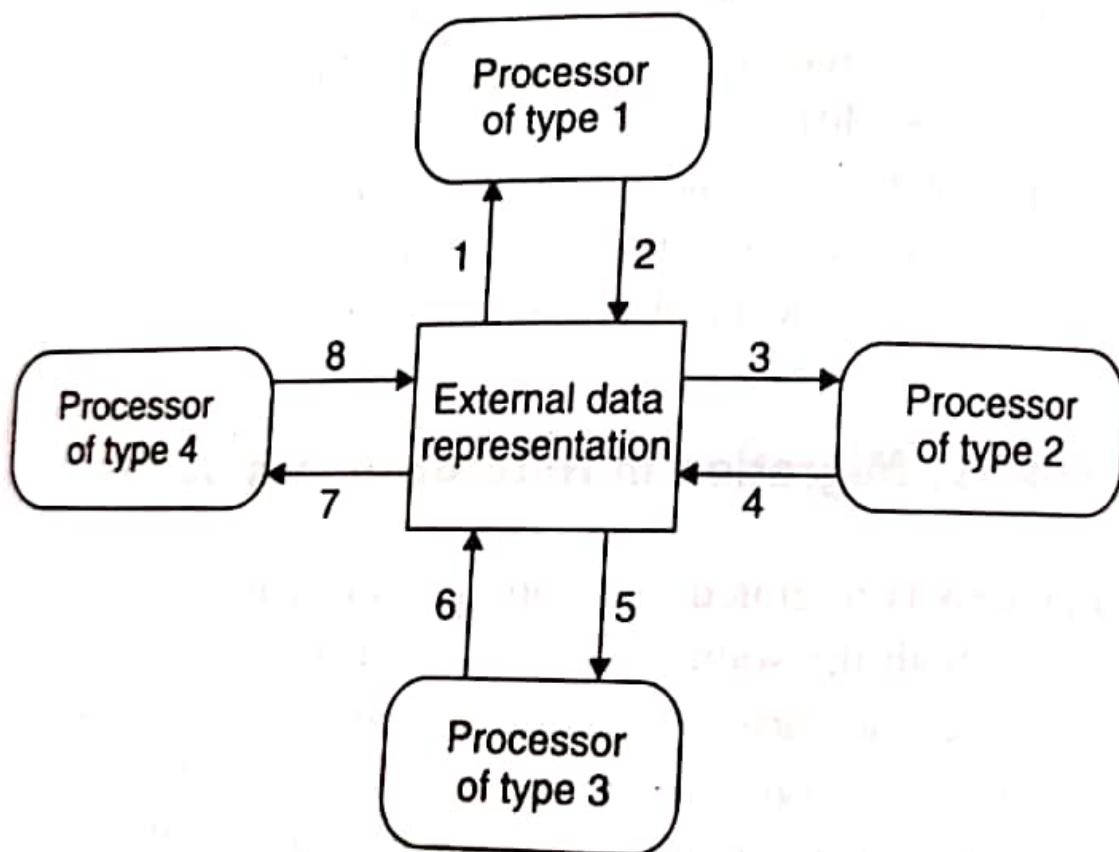 Processor
of type 1
1
2
8
3
Processor
of type 4
External data
representation
Processor
of type 2
7
4
6
5
Processor
of type 3